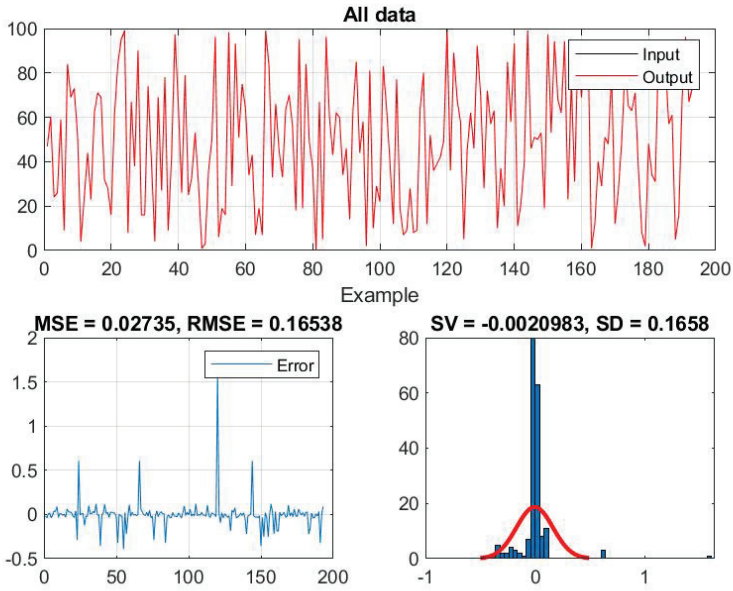 All data
100
80
60
40
20
0
Input
Output
0 20 40 60 80 100 120 140 160 180 200
Example
MSE = 0.02735, RMSE = 0.16538
2
1.5
1
0.5
0
-0.5
Error
0 50 100 150 200
SV = -0.0020983, SD = 0.1658
80
60
40
20
0
-1 0 1